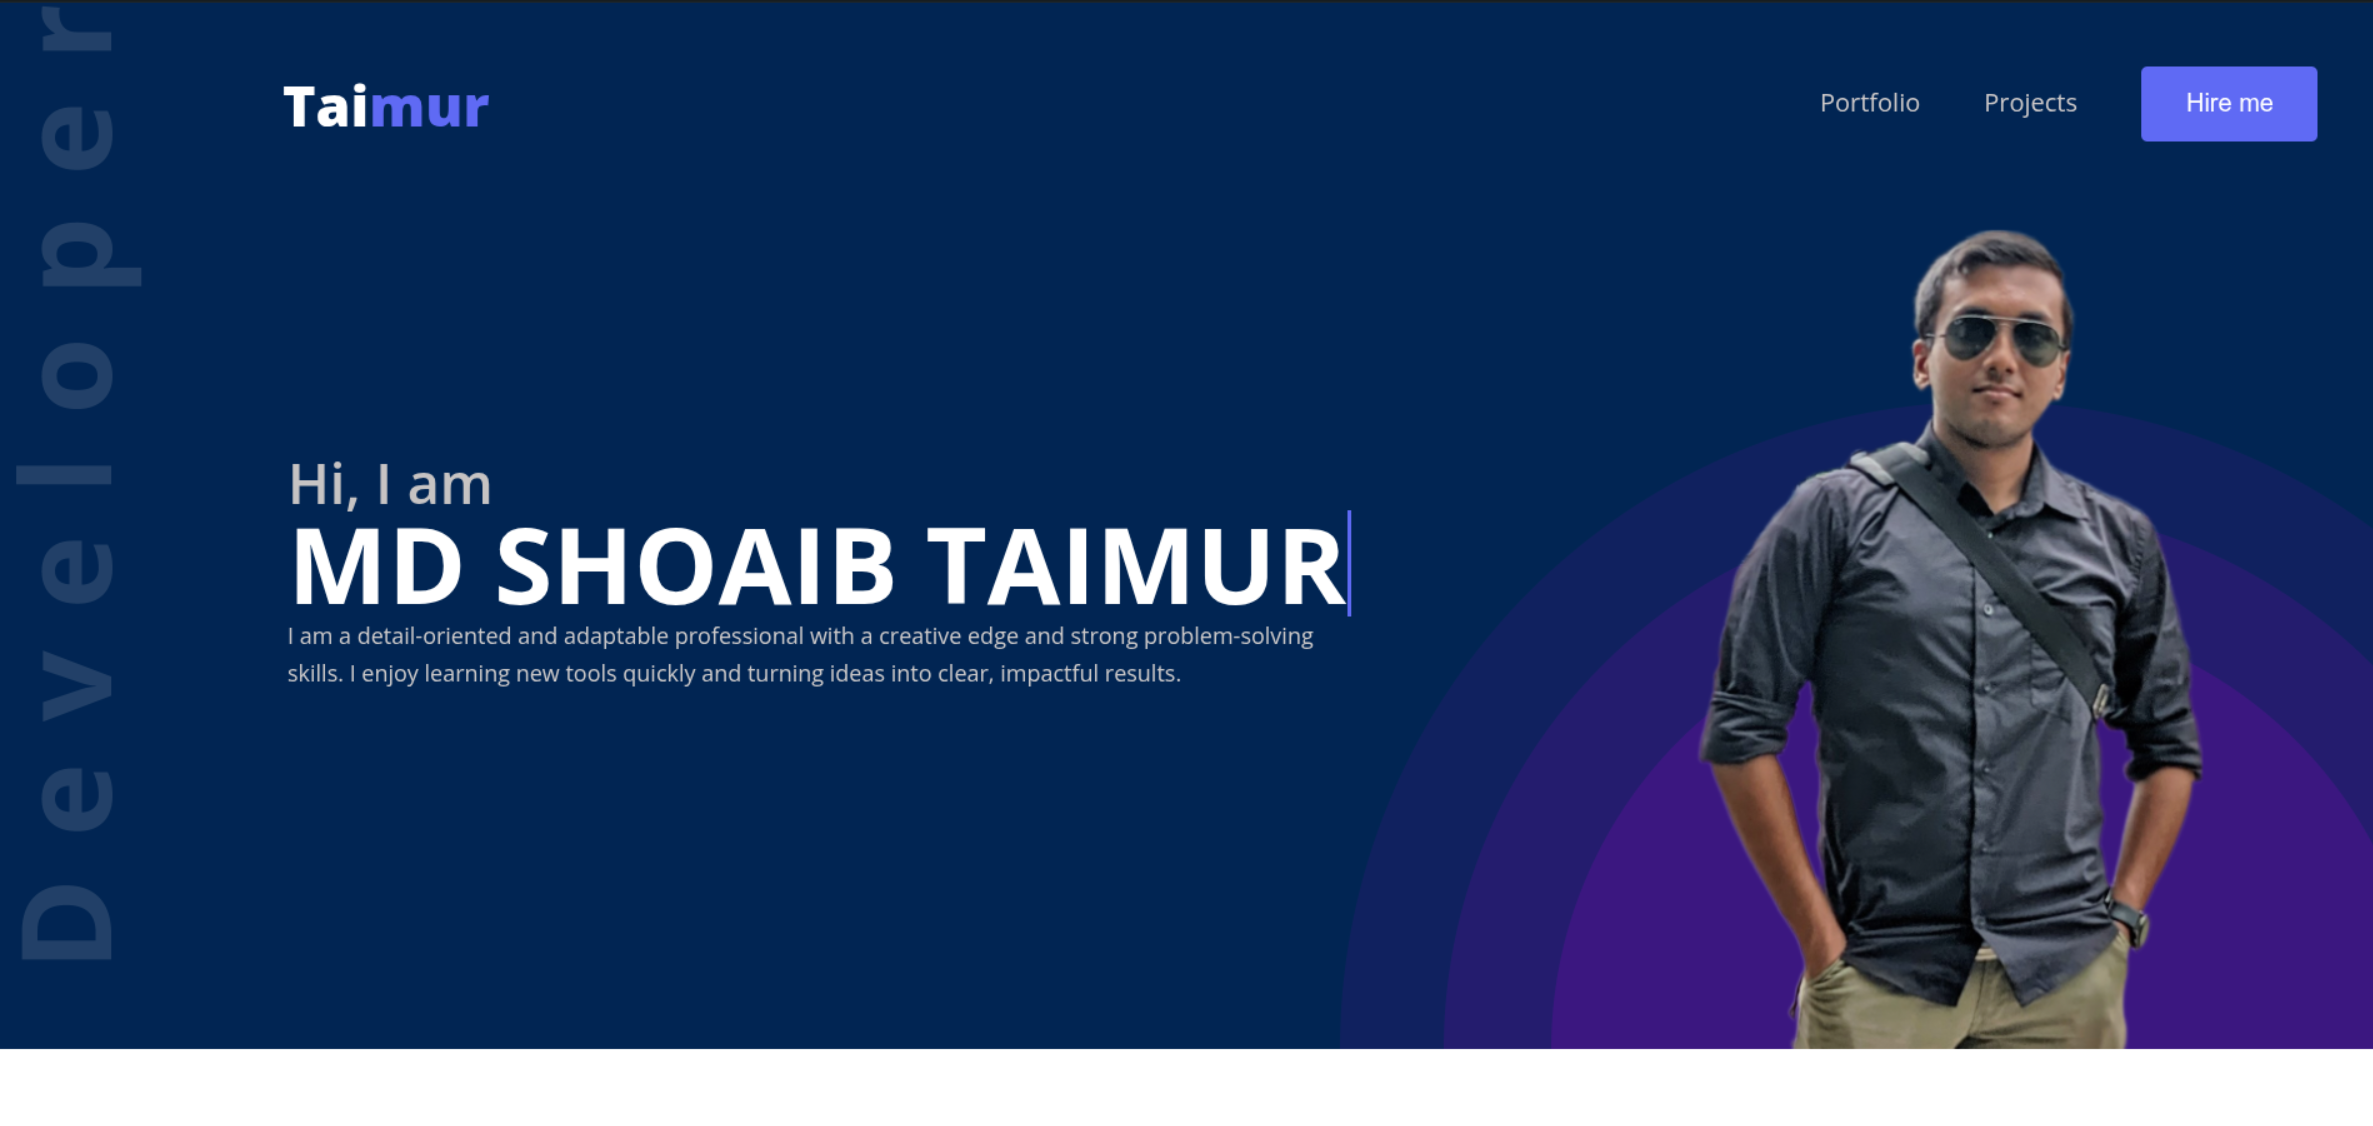 Developer
Taimur
Portfolio
Projects
Hire me
Hi, I am
MD SHOAIB TAIMUR
I am a detail-oriented and adaptable professional with a creative edge and strong problem-solving
skills. I enjoy learning new tools quickly and turning ideas into clear, impactful results.